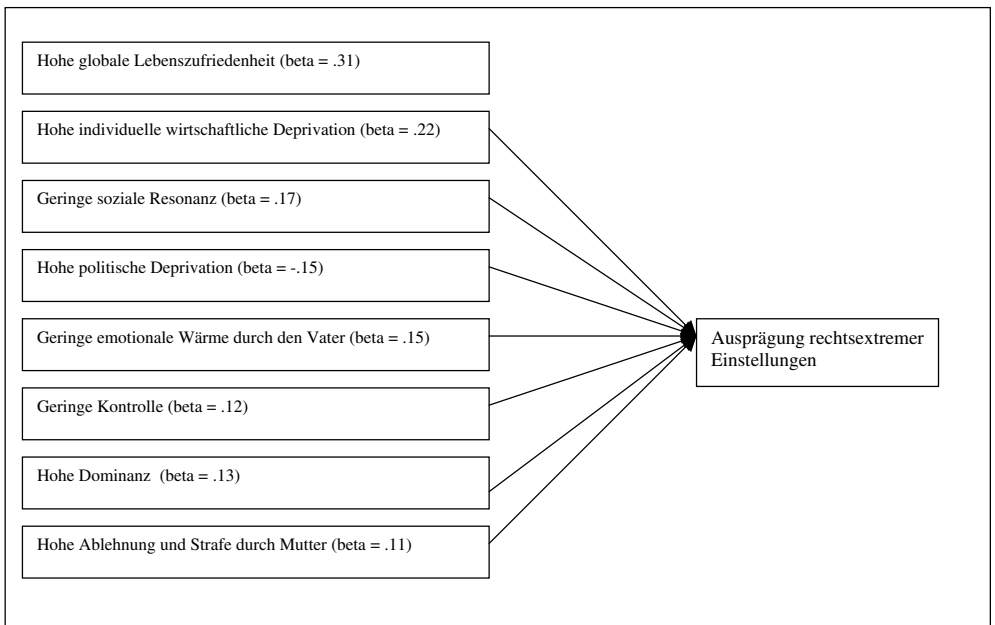 Hohe globale Lebenszufriedenheit (beta = .31)
Hohe individuelle wirtschaftliche Deprivation (beta = .22)
Geringe soziale Resonanz (beta = .17)
Hohe politische Deprivation (beta = -.15)
Geringe emotionale Wärme durch den Vater (beta = .15)
Geringe Kontrolle (beta = .12)
Hohe Dominanz  (beta = .13)
Hohe Ablehnung und Strafe durch Mutter (beta = .11)
Ausprägung rechtsextremer
Einstellungen